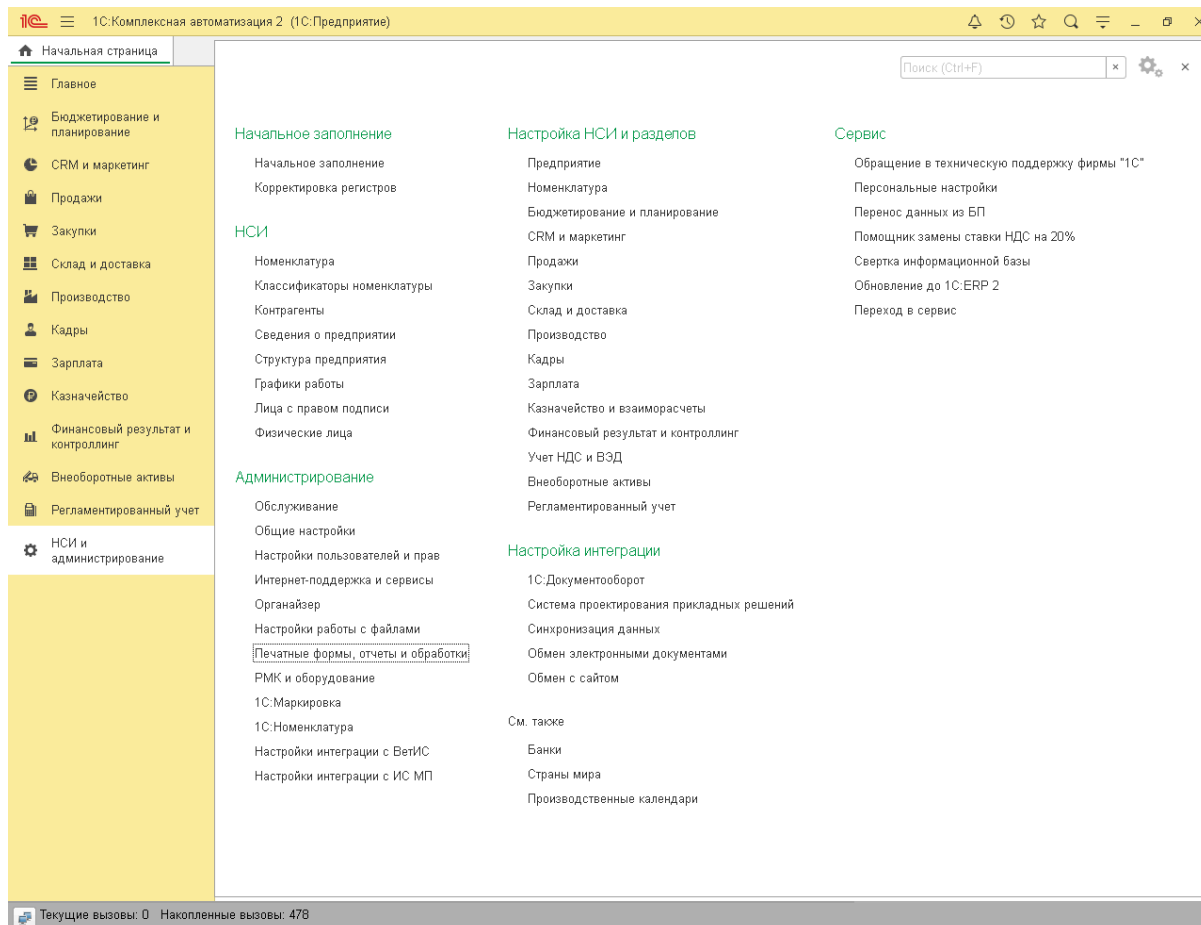 1С:Комплексная автоматизация 2 (1С:Предприятие)
Начальная страница
Поиск (Ctrl+F)
Главное
Бюджетирование и
планирование
CRM и маркетинг
Продажи
Закупки
Склад и доставка
Производство
Кадры
Зарплата
Казначейство
Финансовый результат и
контроллинг
Внеоборотные активы
Регламентированный учет
НСИ и
администрирование
Начальное заполнение
Начальное заполнение
Корректировка регистров
НСИ
Номенклатура
Классификаторы номенклатуры
Контрагенты
Сведения о предприятии
Структура предприятия
Графики работы
Лица с правом подписи
Физические лица
Администрирование
Обслуживание
Общие настройки
Настройки пользователей и прав
Интернет-поддержка и сервисы
Органайзер
Настройки работы с файлами
Печатные формы, отчеты и обработки
РМК и оборудование
1С:Маркировка
1С:Номенклатура
Настройки интеграции с ВетИС
Настройки интеграции с ИС МП
Настройка НСИ и разделов
Предприятие
Номенклатура
Бюджетирование и планирование
CRM и маркетинг
Продажи
Закупки
Склад и доставка
Производство
Кадры
Зарплата
Казначейство и взаиморасчеты
Финансовый результат и контроллинг
Учет НДС и ВЭД
Внеоборотные активы
Регламентированный учет
Настройка интеграции
1С:Документооборот
Система проектирования прикладных решений
Синхронизация данных
Обмен электронными документами
Обмен с сайтом
См. также
Банки
Страны мира
Производственные календари
Сервис
Обращение в техническую поддержку фирмы "1С"
Персональные настройки
Перенос данных из БП
Помощник замены ставки НДС на 20%
Свертка информационной базы
Обновление до 1С:ERP 2
Переход в сервис
Текущие вызовы: 0 Накопленные вызовы: 478